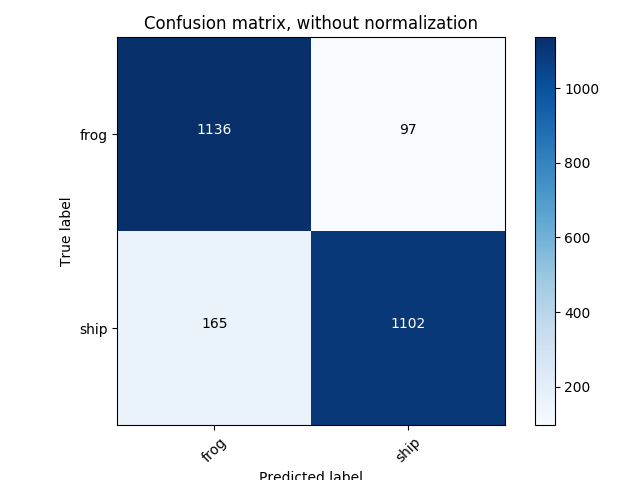 Confusion matrix, without normalization
True label
frog
1136
97
ship
165
1102
frog
ship
Predicted label
1000
800
600
400
200